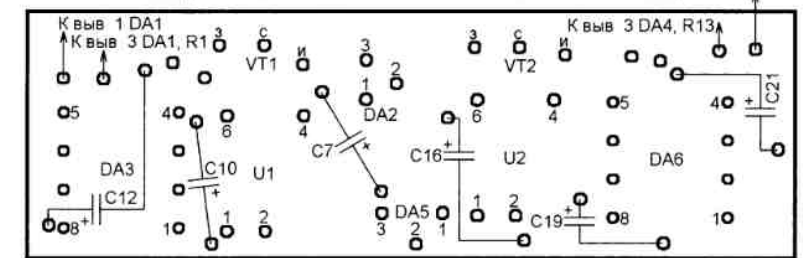 К выв 1 DA1
К выв 3 DA1, R1
з с и
VT1
3
1 2
DA2
з с и
VT2
К выв 3 DA4, R13
5 4 6 4 6 4 5 4
+ C21
DA3
C10
+
U1
C7 +
C16 +
U2
DA6
+ C12
8 1 1 2
3 DA5 1
2
1 2
C19 +
8 1